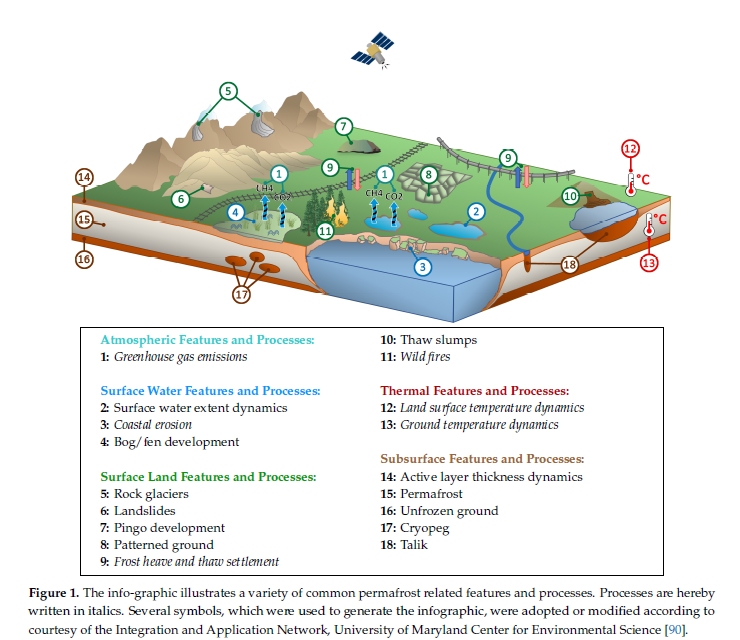 5
7
12
9
9
°C
1
1
8
14
CH4
CH4
CO2
CO2
6
10
4
2
15
°C
11
16
3
18
13
17
Atmospheric Features and Processes:
1: Greenhouse gas emissions
Surface Water Features and Processes:
2: Surface water extent dynamics
3: Coastal erosion
4: Bog/fen development
Surface Land Features and Processes:
5: Rock glaciers
6: Landslides
7: Pingo development
8: Patterned ground
9: Frost heave and thaw settlement
10: Thaw slumps
11: Wild fires
Thermal Features and Processes:
12: Land surface temperature dynamics
13: Ground temperature dynamics
Subsurface Features and Processes:
14: Active layer thickness dynamics
15: Permafrost
16: Unfrozen ground
17: Cryopeg
18: Talik
Figure 1. The info-graphic illustrates a variety of common permafrost related features and processes. Processes are hereby
written in italics. Several symbols, which were used to generate the infographic, were adopted or modified according to
courtesy of the Integration and Application Network, University of Maryland Center for Environmental Science [90].